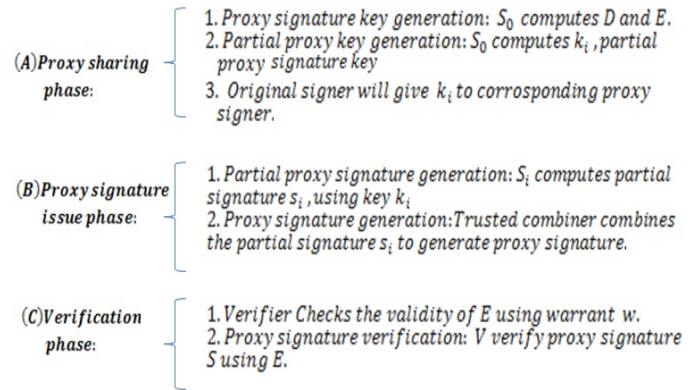 (A)Proxy sharing
phase:
1. Proxy signature key generation: S₀ computes D and E.
2. Partial proxy key generation: S₀ computes kᵢ ,partial
proxy signature key
3. Original signer will give kᵢ to corrosponding proxy
signer.
(B)Proxy signature
issue phase:
1. Partial proxy signature generation: Sᵢ computes partial
signature sᵢ ,using key kᵢ
2. Proxy signature generation:Trusted combiner combines
the partial signature sᵢ to generate proxy signature.
(C)Verification
phase:
1. Verifier Checks the validity of E using warrant w.
2. Proxy signature verification: V verify proxy signature
S using E.